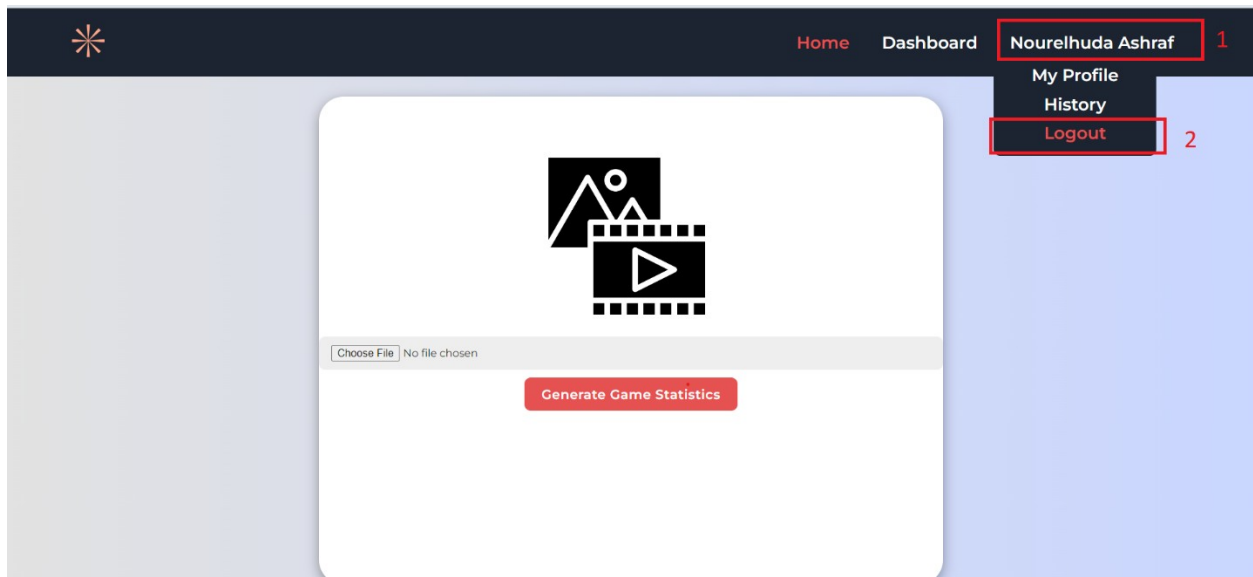 Home Dashboard Nourelhuda Ashraf 1
My Profile
History
Logout 2
Choose File No file chosen
Generate Game Statistics